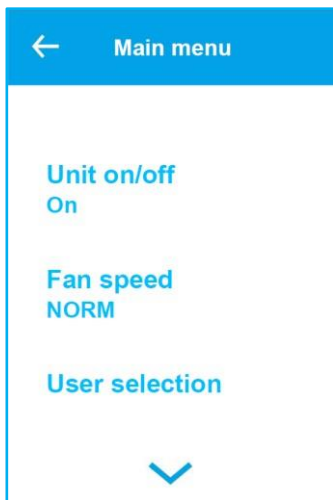 Main menu
Unit on/off
On
Fan speed
NORM
User selection